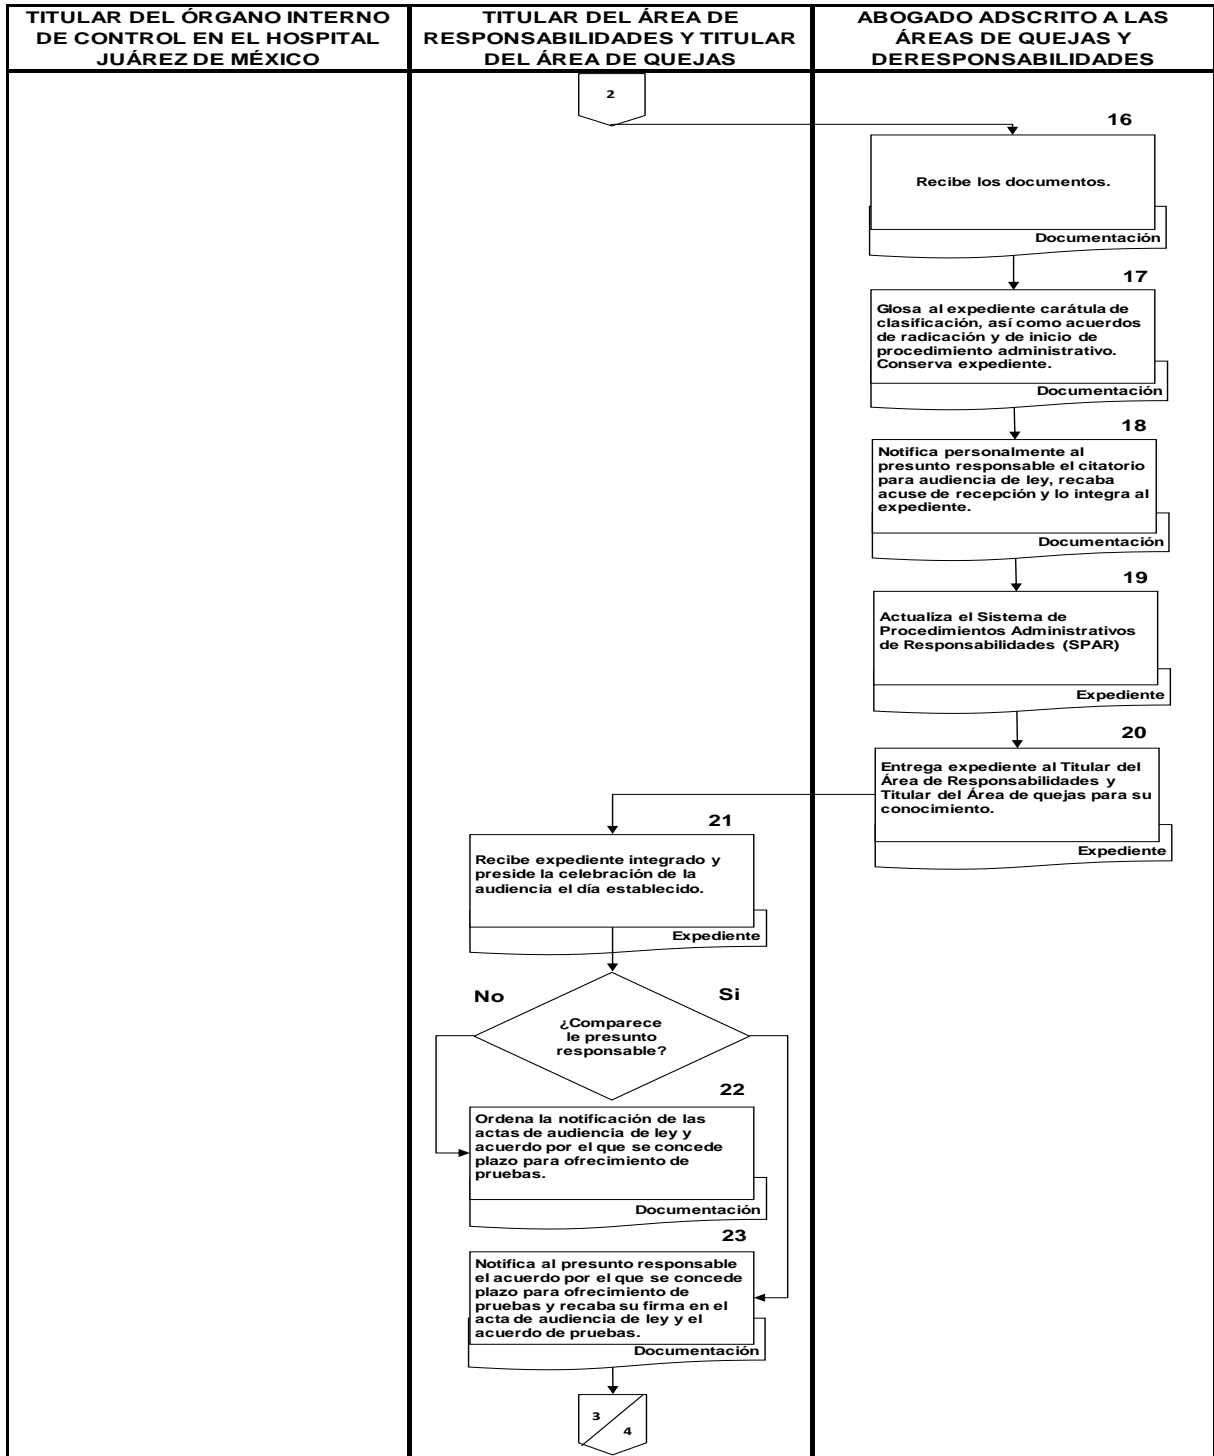 TITULAR DEL ÓRGANO INTERNO
DE CONTROL EN EL HOSPITAL
JUÁREZ DE MÉXICO
TITULAR DEL ÁREA DE
RESPONSABILIDADES Y TITULAR
DEL ÁREA DE QUEJAS
ABOGADO ADSCRITO A LAS
ÁREAS DE QUEJAS Y
DERESPONSABILIDADES
2
16
Recibe los documentos.
Documentación
17
Glosa al expediente carátula de
clasificación, así como acuerdos
de radicación y de inicio de
procedimiento administrativo.
Conserva expediente.
Documentación
18
Notifica personalmente al
presunto responsable el citatorio
para audiencia de ley, recaba
acuse de recepción y lo integra al
expediente.
Documentación
19
Actualiza el Sistema de
Procedimientos Administrativos
de Responsabilidades (SPAR)
Expediente
20
Entrega expediente al Titular del
Área de Responsabilidades y
Titular del Área de quejas para su
conocimiento.
Expediente
21
Recibe expediente integrado y
preside la celebración de la
audiencia el día establecido.
Expediente
No
Si
¿Comparece
le presunto
responsable?
22
Ordena la notificación de las
actas de audiencia de ley y
acuerdo por el que se concede
plazo para ofrecimiento de
pruebas.
Documentación
23
Notifica al presunto responsable
el acuerdo por el que se concede
plazo para ofrecimiento de
pruebas y recaba su firma en el
acta de audiencia de ley y el
acuerdo de pruebas.
Documentación
3
4